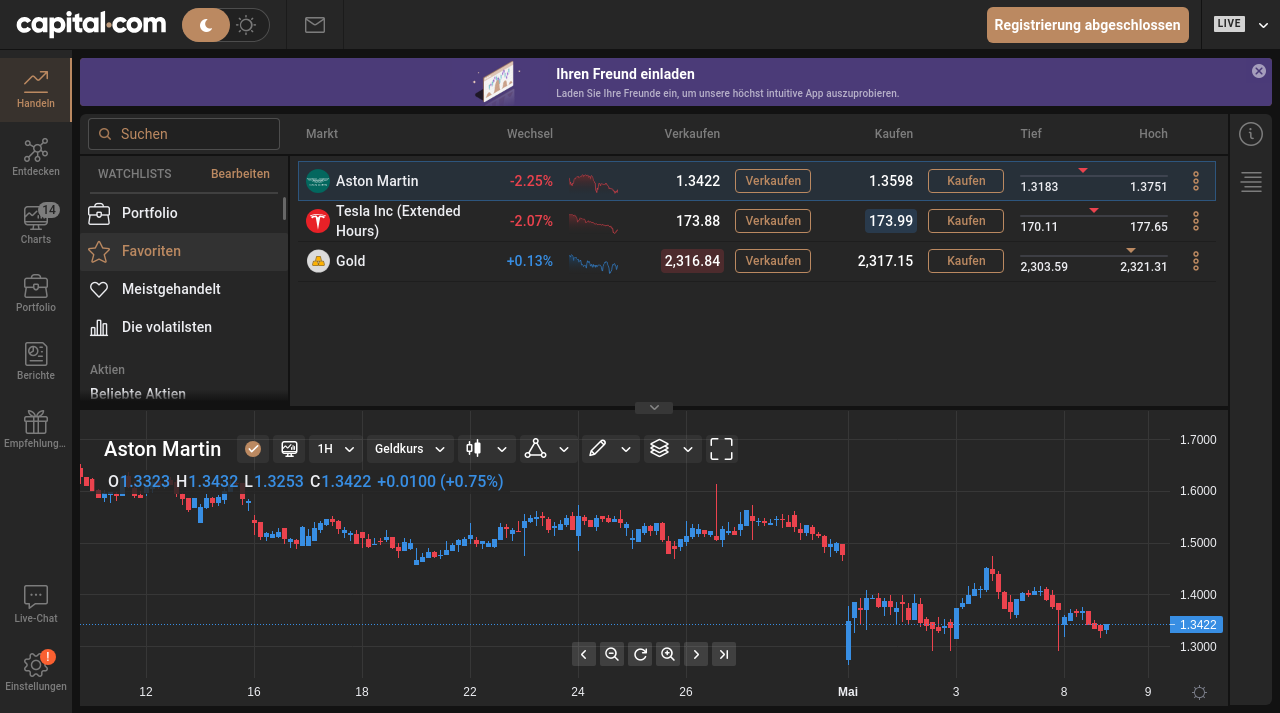 capital.com
Registrierung abgeschlossen
LIVE
Handeln
Entdecken
14
Charts
Portfolio
Berichte
Empfehlung...
Live-Chat
!
Einstellungen
Ihren Freund einladen
Laden Sie Ihre Freunde ein, um unsere höchst intuitive App auszuprobieren.
Suchen
WATCHLISTS Bearbeiten
Portfolio
Favoriten
Meistgehandelt
Die volatilsten
Aktien
Beliebte Aktien
Markt Wechsel Verkaufen Kaufen Tief Hoch
Aston Martin -2.25% 1.3422 Verkaufen 1.3598 Kaufen 1.3183 1.3751
Tesla Inc (Extended
Hours) -2.07% 173.88 Verkaufen 173.99 Kaufen 170.11 177.65
Gold +0.13% 2,316.84 Verkaufen 2,317.15 Kaufen 2,303.59 2,321.31
Aston Martin 1H Geldkurs
O1.3323 H1.3432 L1.3253 C1.3422 +0.0100 (+0.75%)
1.7000
1.6000
1.5000
1.4000
1.3422
1.3000
12 16 18 22 24 26 Mai 3 8 9